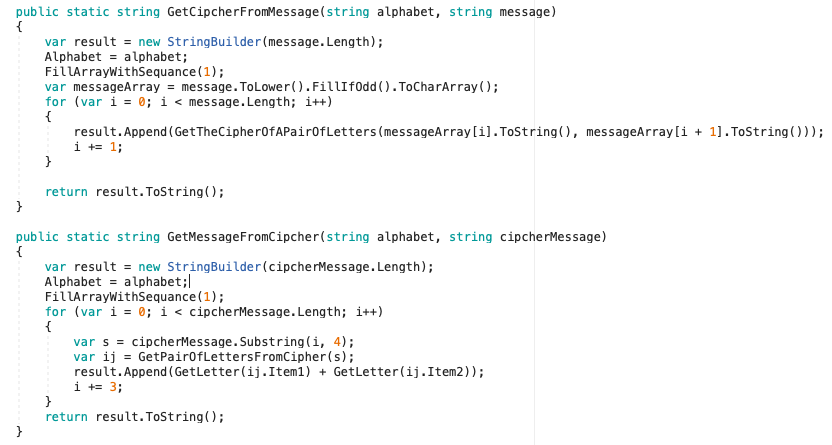 public static string GetCipcherFromMessage(string alphabet, string message)
{
    var result = new StringBuilder(message.Length);
    Alphabet = alphabet;
    FillArrayWithSequance(1);
    var messageArray = message.ToLower().FillIfOdd().ToCharArray();
    for (var i = 0; i < message.Length; i++)
    {
        result.Append(GetTheCipherOfAPairOfLetters(messageArray[i].ToString(), messageArray[i + 1].ToString()));
        i += 1;
    }

    return result.ToString();
}

public static string GetMessageFromCipcher(string alphabet, string cipcherMessage)
{
    var result = new StringBuilder(cipcherMessage.Length);
    Alphabet = alphabet;
    FillArrayWithSequance(1);
    for (var i = 0; i < cipcherMessage.Length; i++)
    {
        var s = cipcherMessage.Substring(i, 4);
        var ij = GetPairOfLettersFromCipher(s);
        result.Append(GetLetter(ij.Item1) + GetLetter(ij.Item2));
        i += 3;
    }
    return result.ToString();
}